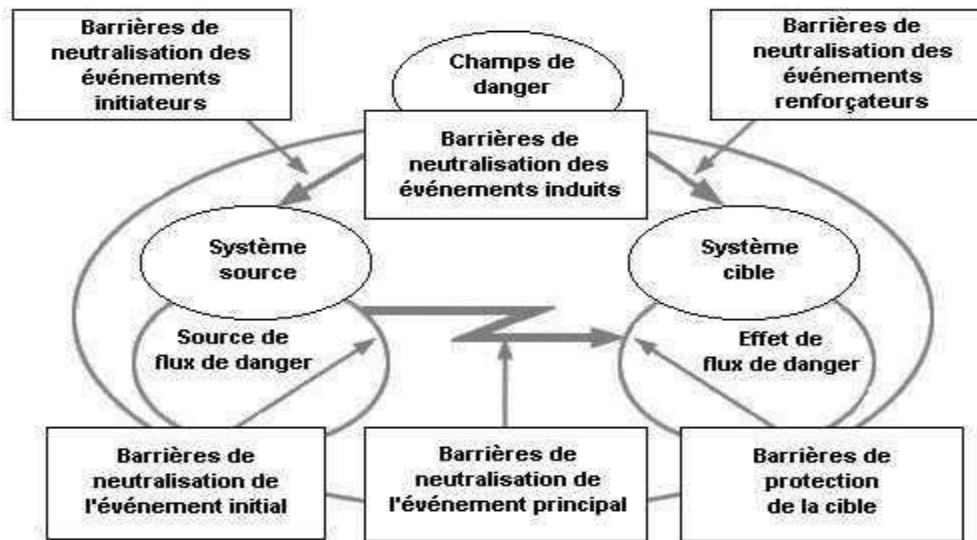 Barrières de
neutralisation des
événements
initiateurs
Champs de
danger
Barrières de
neutralisation des
événements
renforçateurs
Barrières de
neutralisation des
événements induits
Système
source
Système
cible
Source de
flux de danger
Effet de
flux de danger
Barrières de
neutralisation de
l'événement initial
Barrières de
neutralisation de
l'événement principal
Barrières de
protection
de la cible